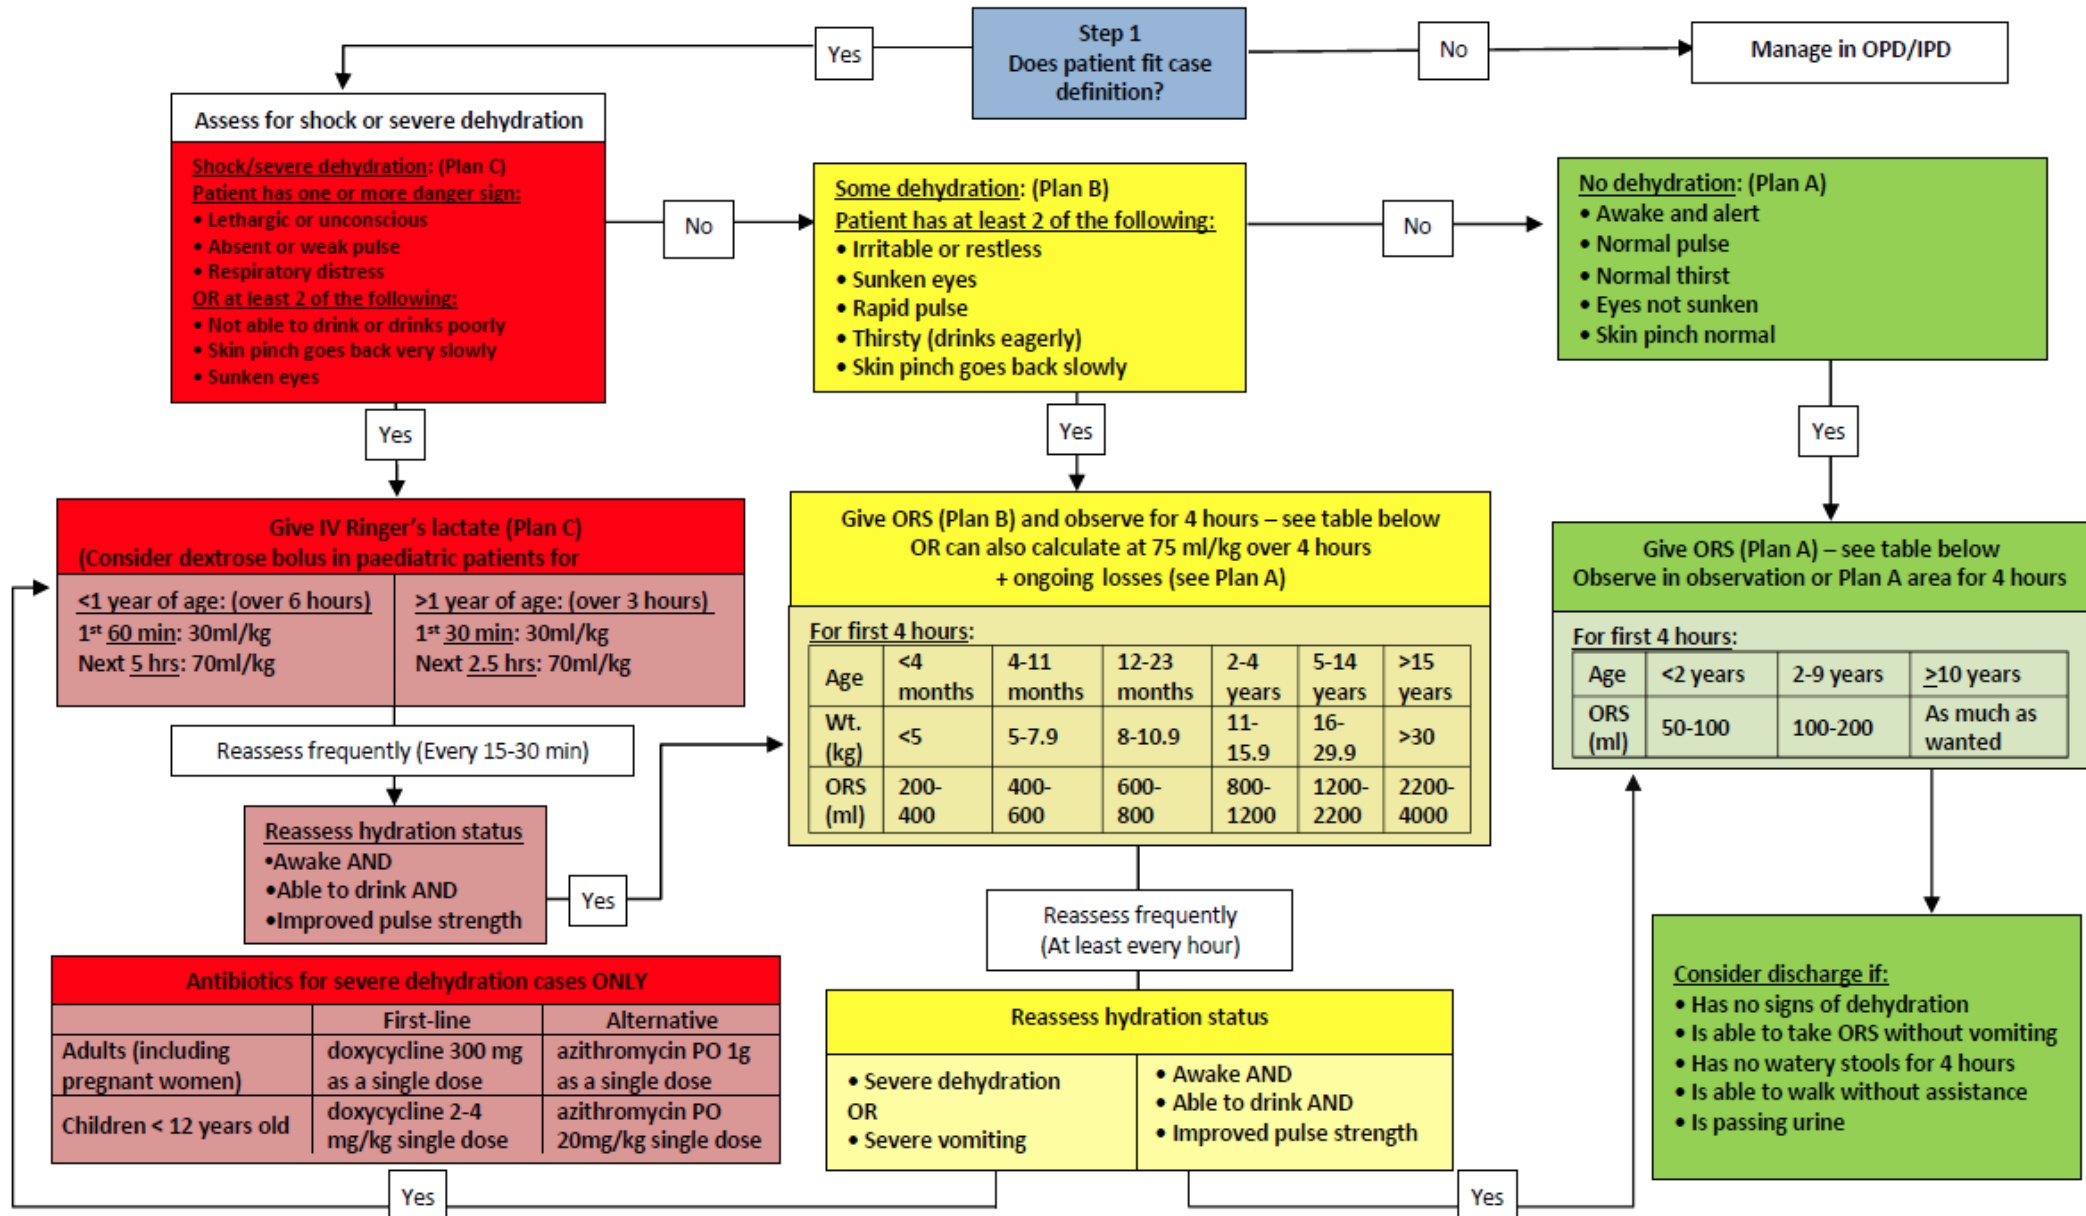 Step 1
Does patient fit case
definition?
Yes
No
Manage in OPD/IPD
Assess for shock or severe dehydration
Shock/severe dehydration: (Plan C)
Patient has one or more danger sign:
• Lethargic or unconscious
• Absent or weak pulse
• Respiratory distress
OR at least 2 of the following:
• Not able to drink or drinks poorly
• Skin pinch goes back very slowly
• Sunken eyes
No
Some dehydration: (Plan B)
Patient has at least 2 of the following:
• Irritable or restless
• Sunken eyes
• Rapid pulse
• Thirsty (drinks eagerly)
• Skin pinch goes back slowly
No
No dehydration: (Plan A)
• Awake and alert
• Normal pulse
• Normal thirst
• Eyes not sunken
• Skin pinch normal
Yes
Yes
Yes
Give IV Ringer's lactate (Plan C)
(Consider dextrose bolus in paediatric patients for
<1 year of age: (over 6 hours)
1st 60 min: 30ml/kg
Next 5 hrs: 70ml/kg
>1 year of age: (over 3 hours)
1st 30 min: 30ml/kg
Next 2.5 hrs: 70ml/kg
Reassess frequently (Every 15-30 min)
Reassess hydration status
•Awake AND
•Able to drink AND
•Improved pulse strength
Yes
Give ORS (Plan B) and observe for 4 hours – see table below
OR can also calculate at 75 ml/kg over 4 hours
+ ongoing losses (see Plan A)
For first 4 hours:
Age <4 months 4-11 months 12-23 months 2-4 years 5-14 years >15 years
Wt. (kg) <5 5-7.9 8-10.9 11-15.9 16-29.9 >30
ORS (ml) 200-400 400-600 600-800 800-1200 1200-2200 2200-4000
Reassess frequently
(At least every hour)
Reassess hydration status
• Severe dehydration
OR
• Severe vomiting
• Awake AND
• Able to drink AND
• Improved pulse strength
Yes
Yes
Give ORS (Plan A) – see table below
Observe in observation or Plan A area for 4 hours
For first 4 hours:
Age <2 years 2-9 years ≥10 years
ORS (ml) 50-100 100-200 As much as wanted
Consider discharge if:
• Has no signs of dehydration
• Is able to take ORS without vomiting
• Has no watery stools for 4 hours
• Is able to walk without assistance
• Is passing urine
Antibiotics for severe dehydration cases ONLY
First-line Alternative
Adults (including pregnant women) doxycycline 300 mg as a single dose azithromycin PO 1g as a single dose
Children < 12 years old doxycycline 2-4 mg/kg single dose azithromycin PO 20mg/kg single dose